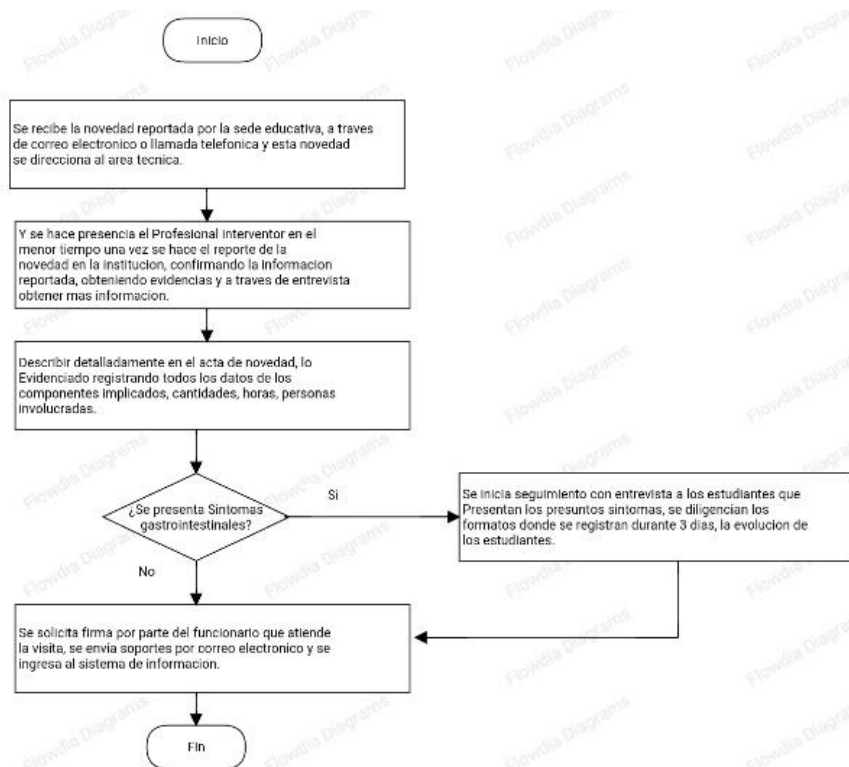 Inicio
Se recibe la novedad reportada por la sede educativa, a traves
de correo electronico o llamada telefonica y esta novedad
se direcciona al area tecnica.
Y se hace presencia el Profesional Interventor en el
menor tiempo una vez se hace el reporte de la
novedad en la institucion, confirmando la informacion
reportada, obteniendo evidencias y a traves de entrevista
obtener mas informacion.
Describir detalladamente en el acta de novedad, lo
Evidenciado registrando todos los datos de los
componentes implicados, cantidades, horas, personas
involucradas.
¿Se presenta Sintomas
gastrointestinales?
Si
Se inicia seguimiento con entrevista a los estudiantes que
Presentan los presuntos sintomas, se diligencian los
formatos donde se registran durante 3 dias, la evolucion de
los estudiantes.
No
Se solicita firma por parte del funcionario que atiende
la visita, se envia soportes por correo electronico y se
ingresa al sistema de informacion.
Fin
Flowdia Diagrams